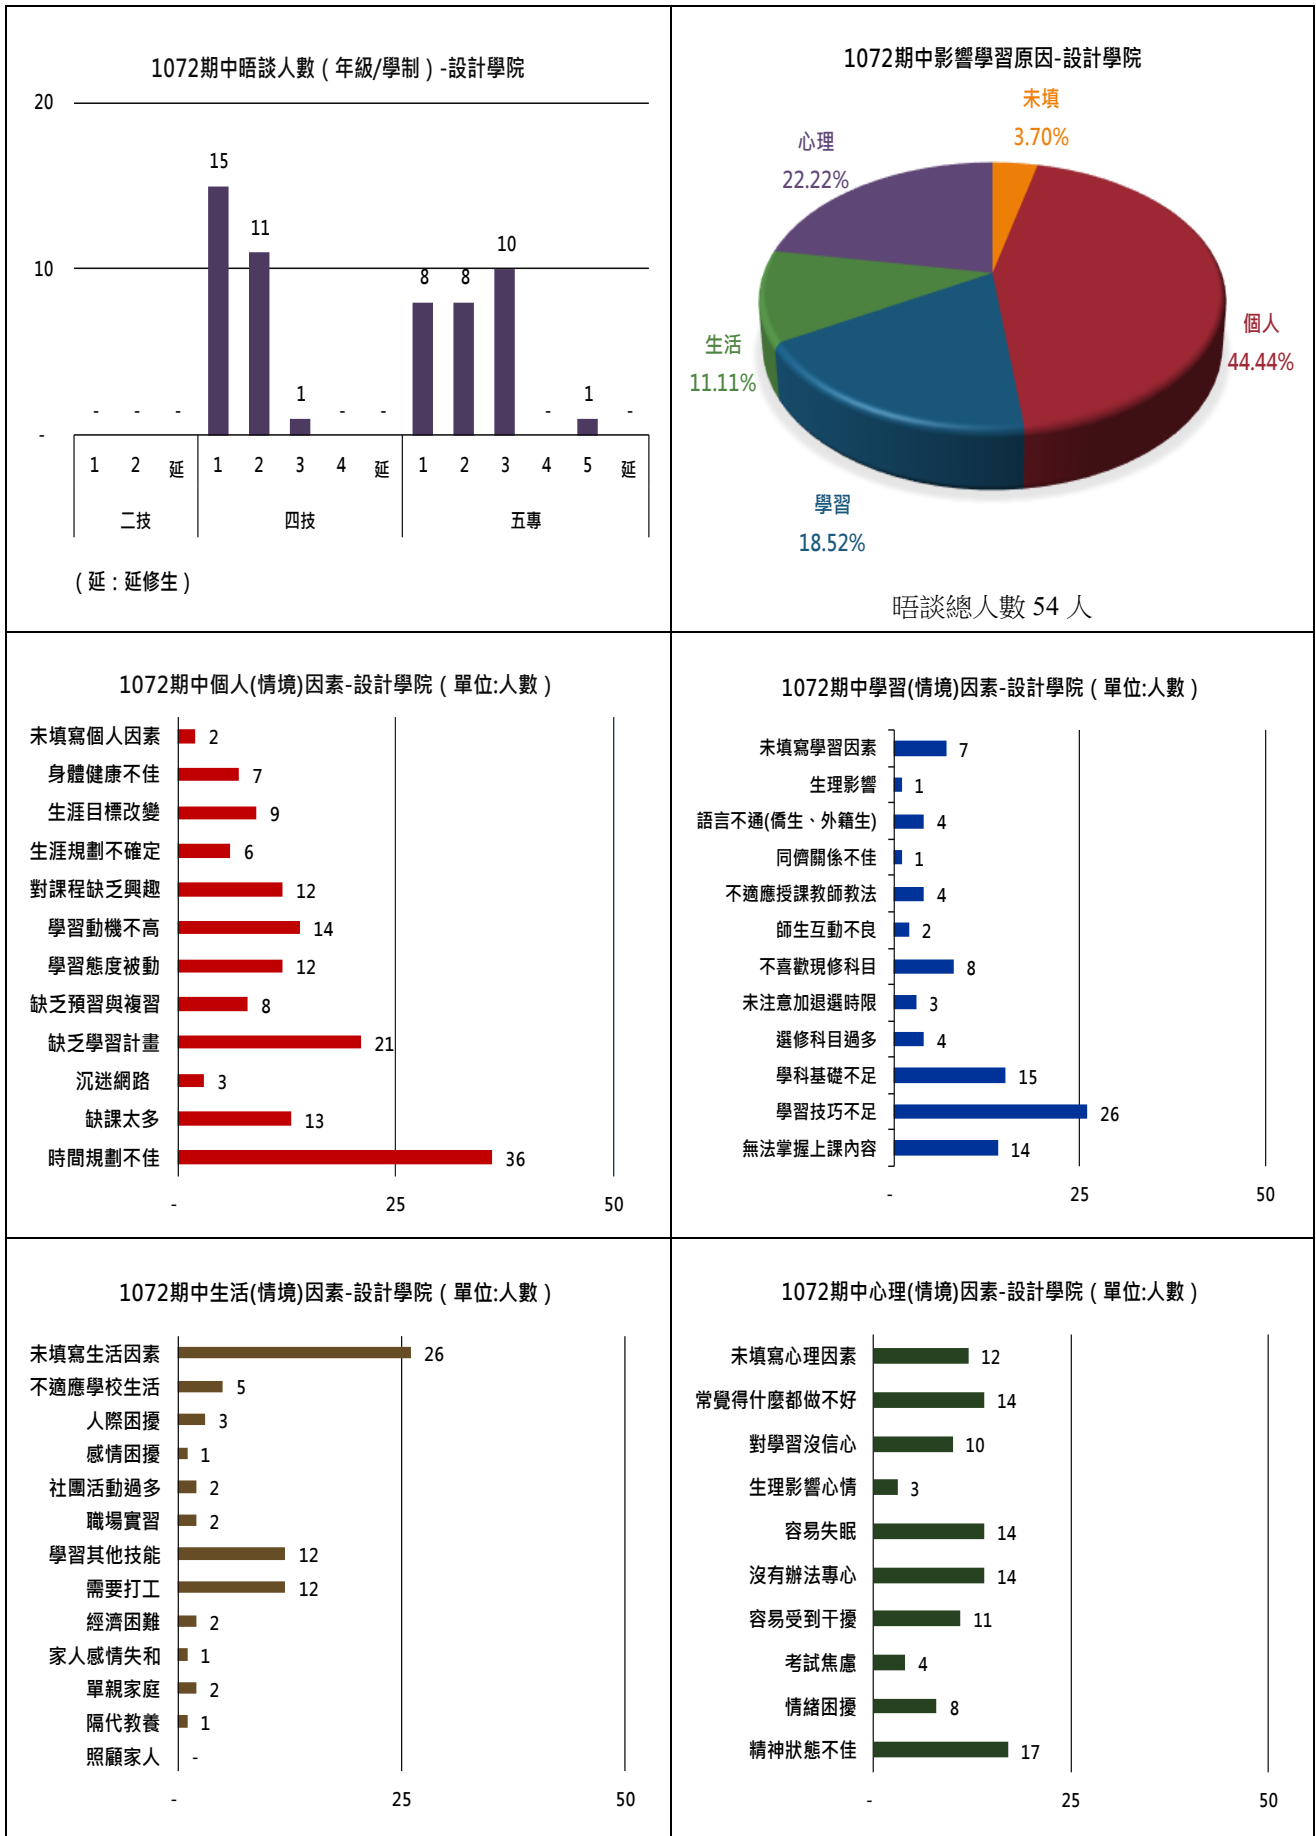 1072期中晤談人數（年級/學制）-設計學院
20
10
-
- - - 15 11 1 - - 8 8 10 - 1 -
1 2 延 1 2 3 4 延 1 2 3 4 5 延
二技 四技 五專
（延：延修生）
1072期中影響學習原因-設計學院
未填
3.70%
心理
22.22%
個人
44.44%
生活
11.11%
學習
18.52%
晤談總人數 54 人
1072期中個人(情境)因素-設計學院（單位:人數）
未填寫個人因素 2
身體健康不佳 7
生涯目標改變 9
生涯規劃不確定 6
對課程缺乏興趣 12
學習動機不高 14
學習態度被動 12
缺乏預習與複習 8
缺乏學習計畫 21
沉迷網路 3
缺課太多 13
時間規劃不佳 36
- 25 50
1072期中學習(情境)因素-設計學院（單位:人數）
未填寫學習因素 7
生理影響 1
語言不通(僑生、外籍生) 4
同儕關係不佳 1
不適應授課教師教法 4
師生互動不良 2
不喜歡現修科目 8
未注意加退選時限 3
選修科目過多 4
學科基礎不足 15
學習技巧不足 26
無法掌握上課內容 14
- 25 50
1072期中生活(情境)因素-設計學院（單位:人數）
未填寫生活因素 26
不適應學校生活 5
人際困擾 3
感情困擾 1
社團活動過多 2
職場實習 2
學習其他技能 12
需要打工 12
經濟困難 2
家人感情失和 1
單親家庭 2
隔代教養 1
照顧家人 -
- 25 50
1072期中心理(情境)因素-設計學院（單位:人數）
未填寫心理因素 12
常覺得什麼都做不好 14
對學習沒信心 10
生理影響心情 3
容易失眠 14
沒有辦法專心 14
容易受到干擾 11
考試焦慮 4
情緒困擾 8
精神狀態不佳 17
- 25 50